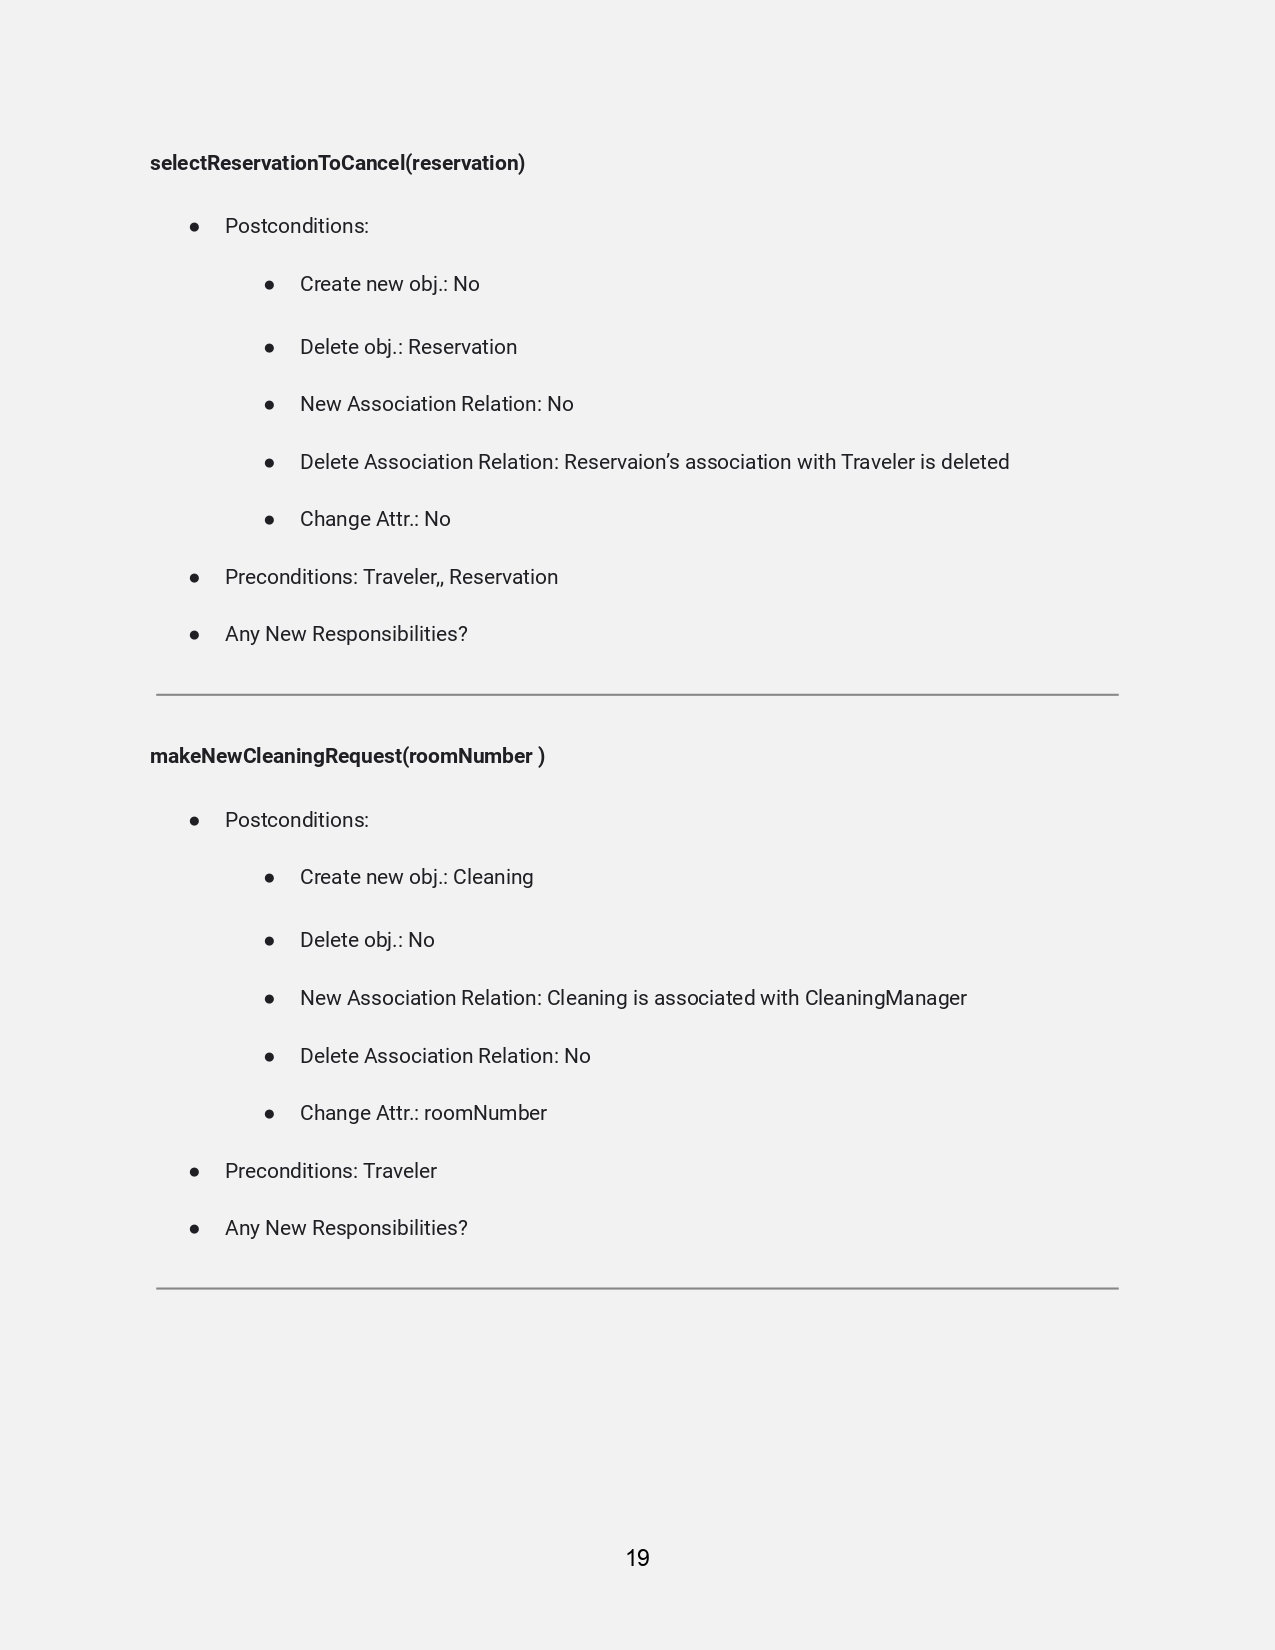 selectReservationToCancel(reservation)
● Postconditions:
● Create new obj.: No
● Delete obj.: Reservation
● New Association Relation: No
● Delete Association Relation: Reservaion’s association with Traveler is deleted
● Change Attr.: No
● Preconditions: Traveler,, Reservation
● Any New Responsibilities?
makeNewCleaningRequest(roomNumber )
● Postconditions:
● Create new obj.: Cleaning
● Delete obj.: No
● New Association Relation: Cleaning is associated with CleaningManager
● Delete Association Relation: No
● Change Attr.: roomNumber
● Preconditions: Traveler
● Any New Responsibilities?
19